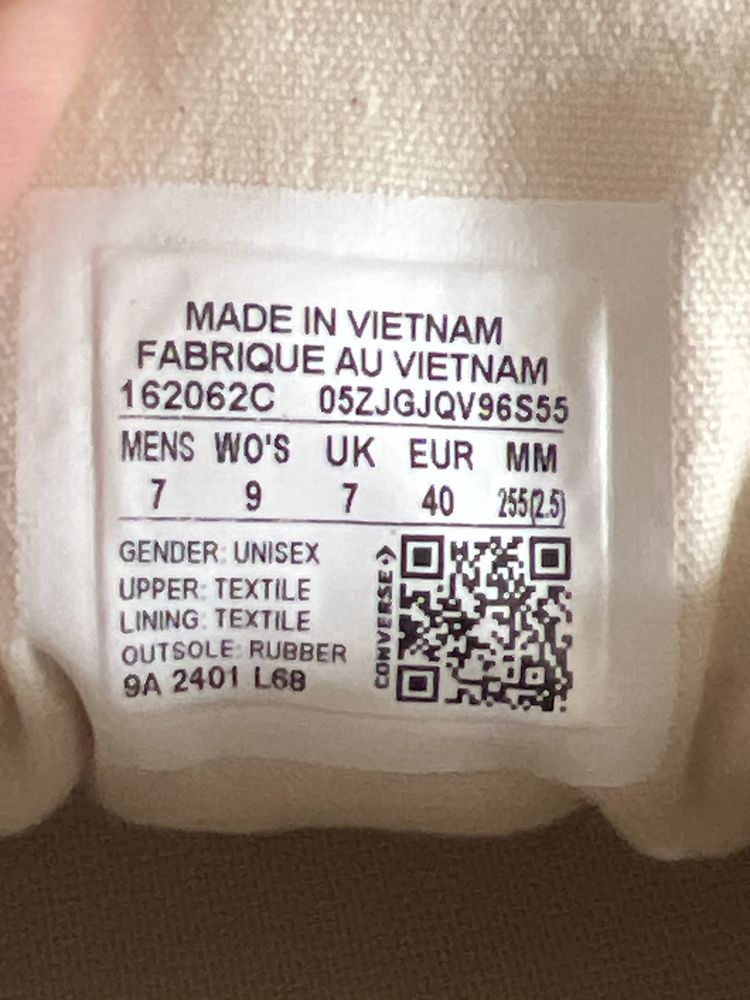 MADE IN VIETNAM
FABRIQUE AU VIETNAM
162062C 05ZJGJQV96S55
MENS WO'S UK EUR MM
7 9 7 40 255(2.5)
GENDER: UNISEX
UPPER: TEXTILE
LINING: TEXTILE
OUTSOLE: RUBBER
9A 2401 L68
CONVERSE